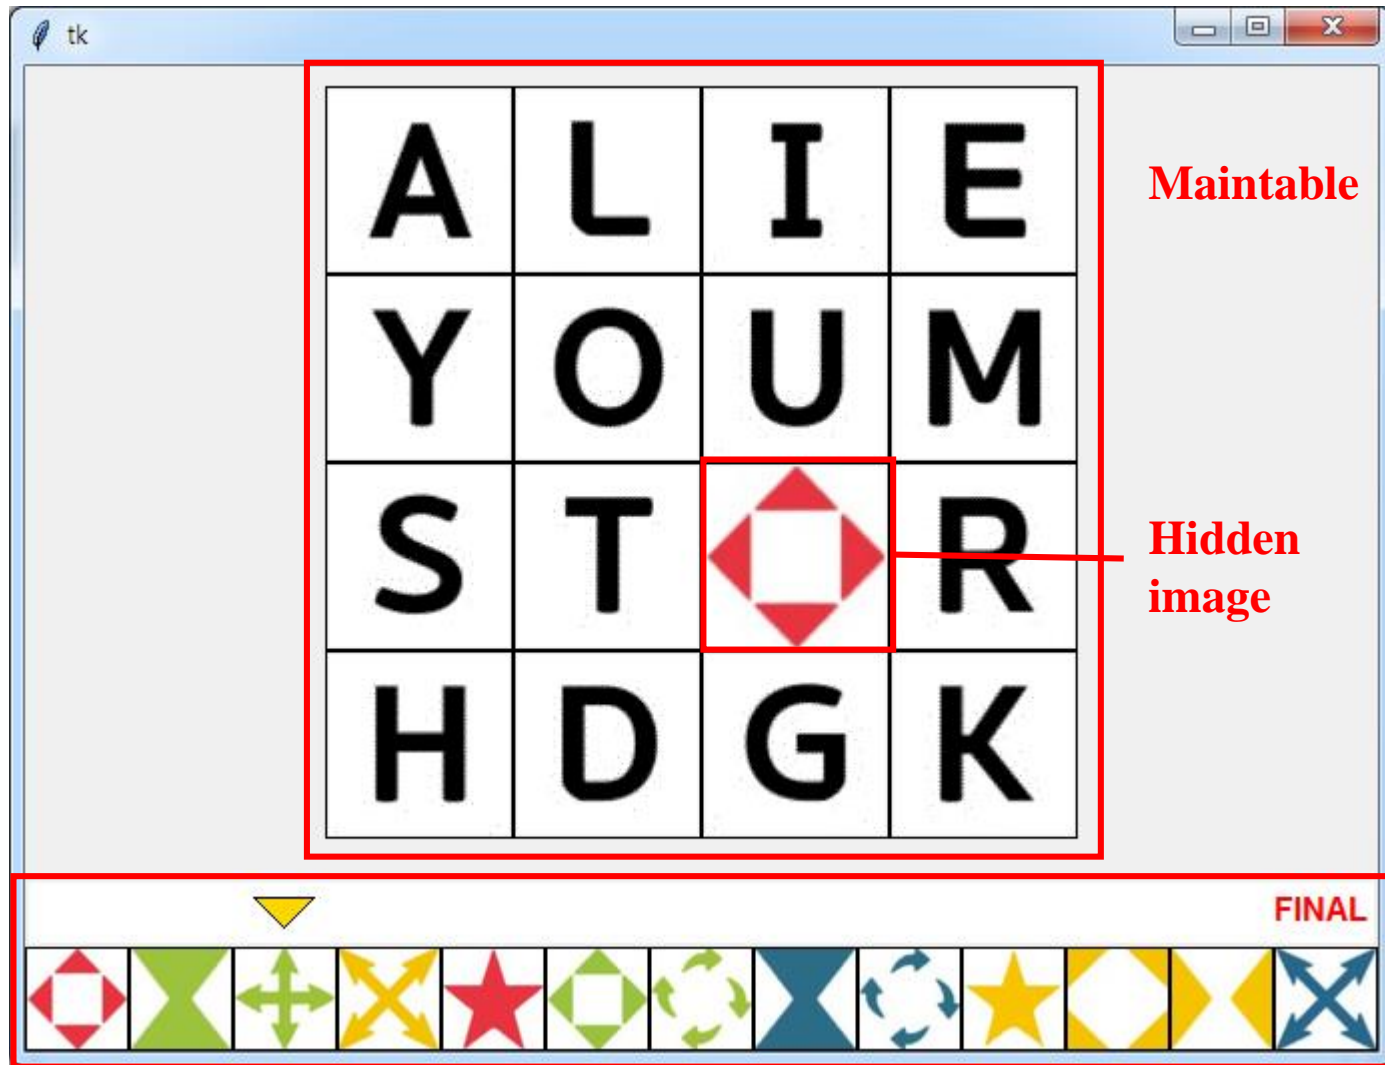 tk
A L I E
Maintable
Y O U M
S T R
Hidden
image
H D G K
FINAL